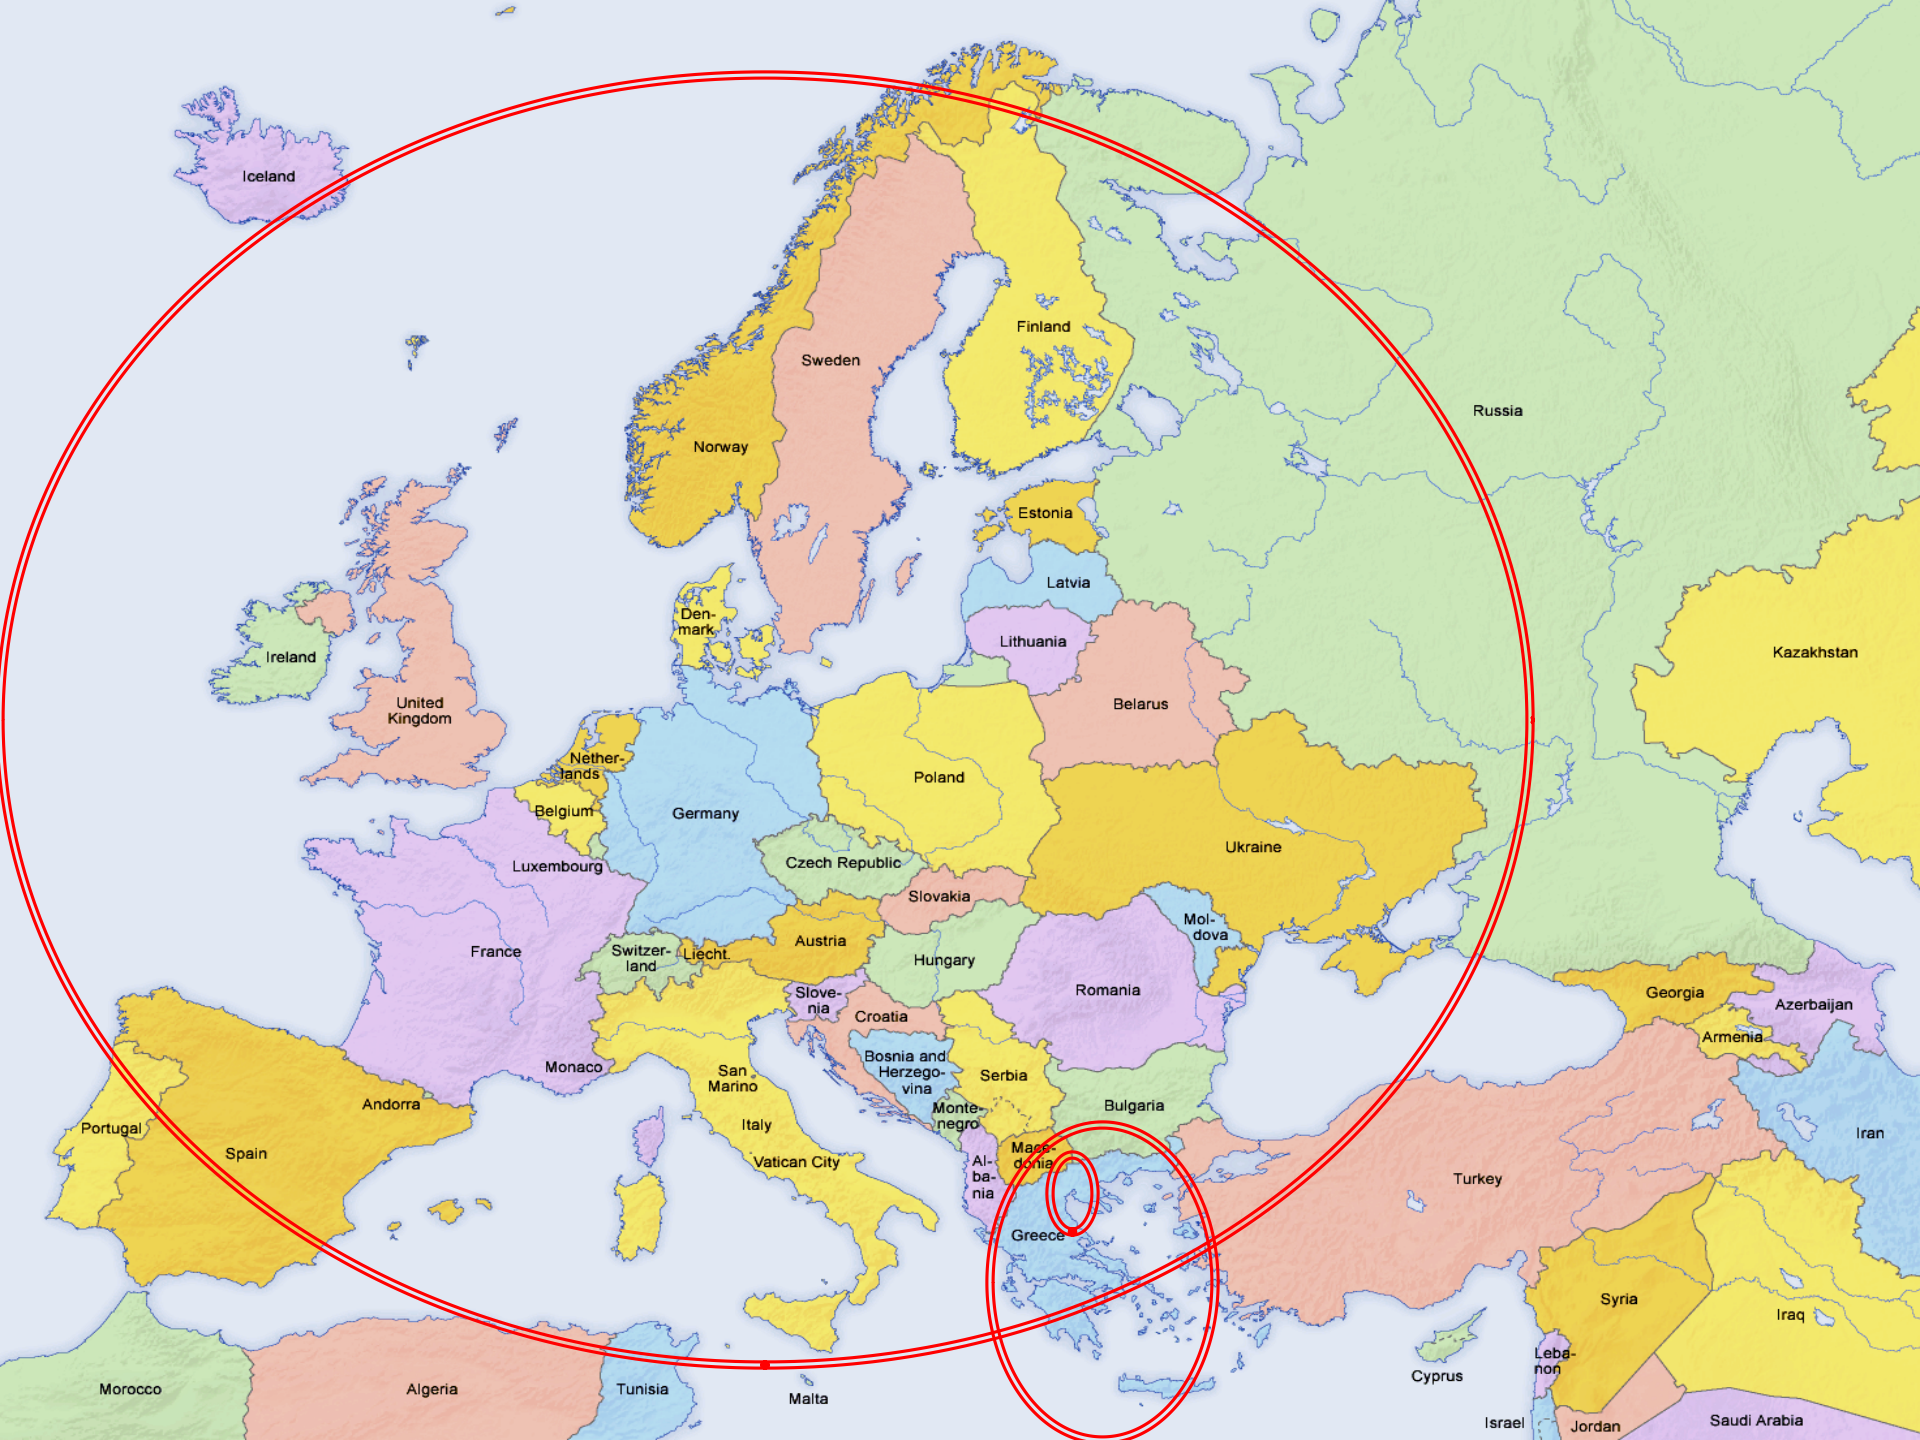 Iceland
Sweden
Finland
Norway
Russia
Estonia
Latvia
Den-
mark
Lithuania
Ireland
United
Kingdom
Belarus
Kazakhstan
Nether-
lands
Poland
Belgium
Germany
Ukraine
Luxembourg
Czech Republic
Slovakia
Mol-
dova
France
Switzer-
land
Liecht.
Austria
Hungary
Romania
Slove-
nia
Croatia
Georgia
Azerbaijan
Armenia
Monaco
San
Marino
Bosnia and
Herzego-
vina
Serbia
Andorra
Monte-
negro
Bulgaria
Portugal
Spain
Italy
Vatican City
Al-
ba-
nia
Mace-
donia
Iran
Turkey
Greece
Syria
Iraq
Leba-
non
Cyprus
Morocco
Algeria
Tunisia
Malta
Israel
Jordan
Saudi Arabia